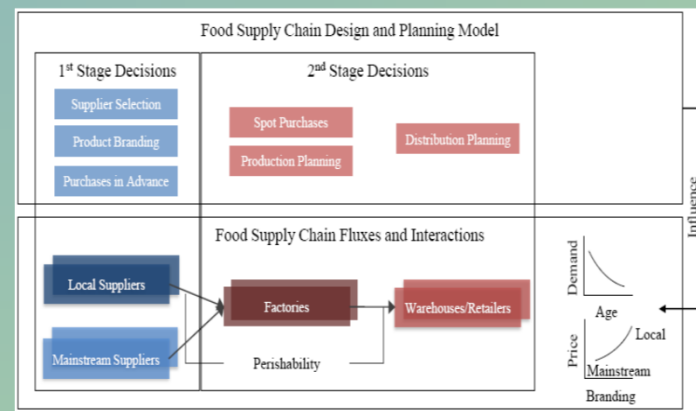 Food Supply Chain Design and Planning Model
1st Stage Decisions
2nd Stage Decisions
Supplier Selection
Product Branding
Purchases in Advance
Spot Purchases
Production Planning
Distribution Planning
Influence
Food Supply Chain Fluxes and Interactions
Local Suppliers
Mainstream Suppliers
Factories
Warehouses/Retailers
Perishability
Demand
Age
Price
Local
Mainstream
Branding